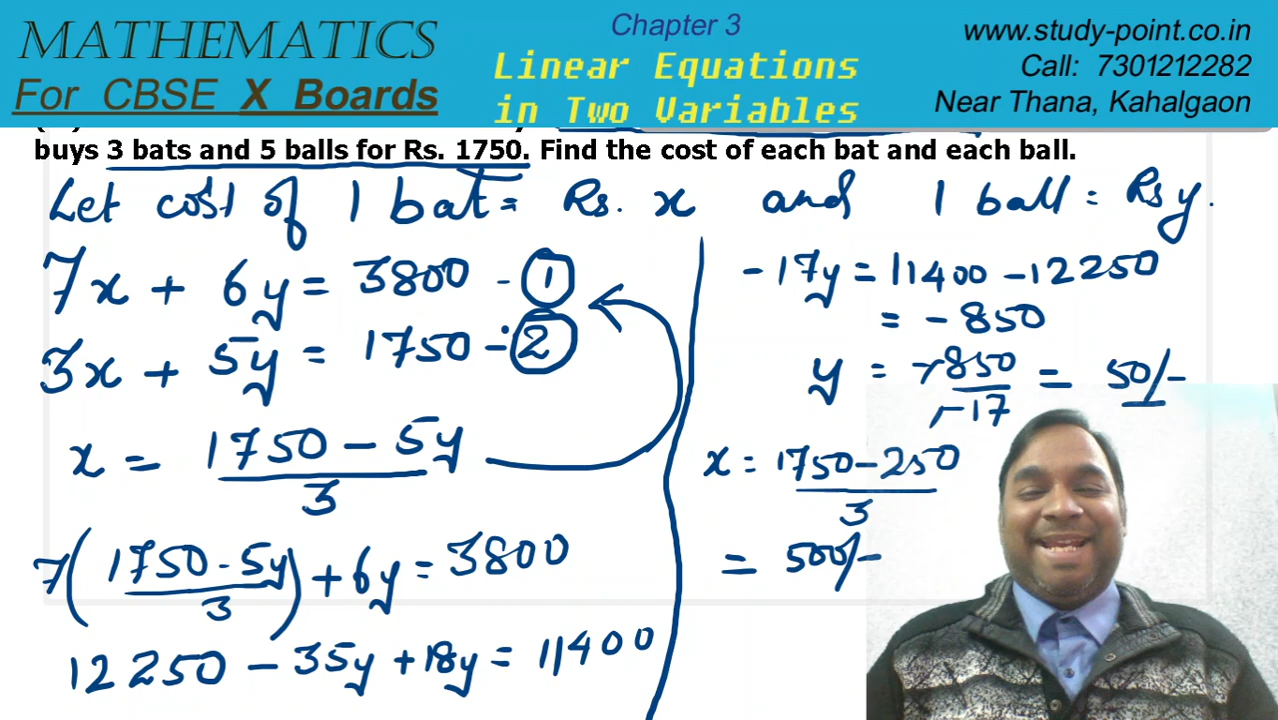 MATHEMATICS
For CBSE X Boards
Chapter 3
Linear Equations
in Two Variables
www.study-point.co.in
Call: 7301212282
Near Thana, Kahalgaon
buys 3 bats and 5 balls for Rs. 1750. Find the cost of each bat and each ball.
Let cost of 1 bat = Rs. x and 1 ball = Rs y.
7x + 6y = 3800 - 1
3x + 5y = 1750 - 2
x = 1750 - 5y
3
7(1750 - 5y) + 6y = 3800
3
12250 - 35y + 18y = 11400
-17y = 11400 - 12250
= -850
y = -850 = 50/-
-17
x = 1750 - 250
3
= 500/-